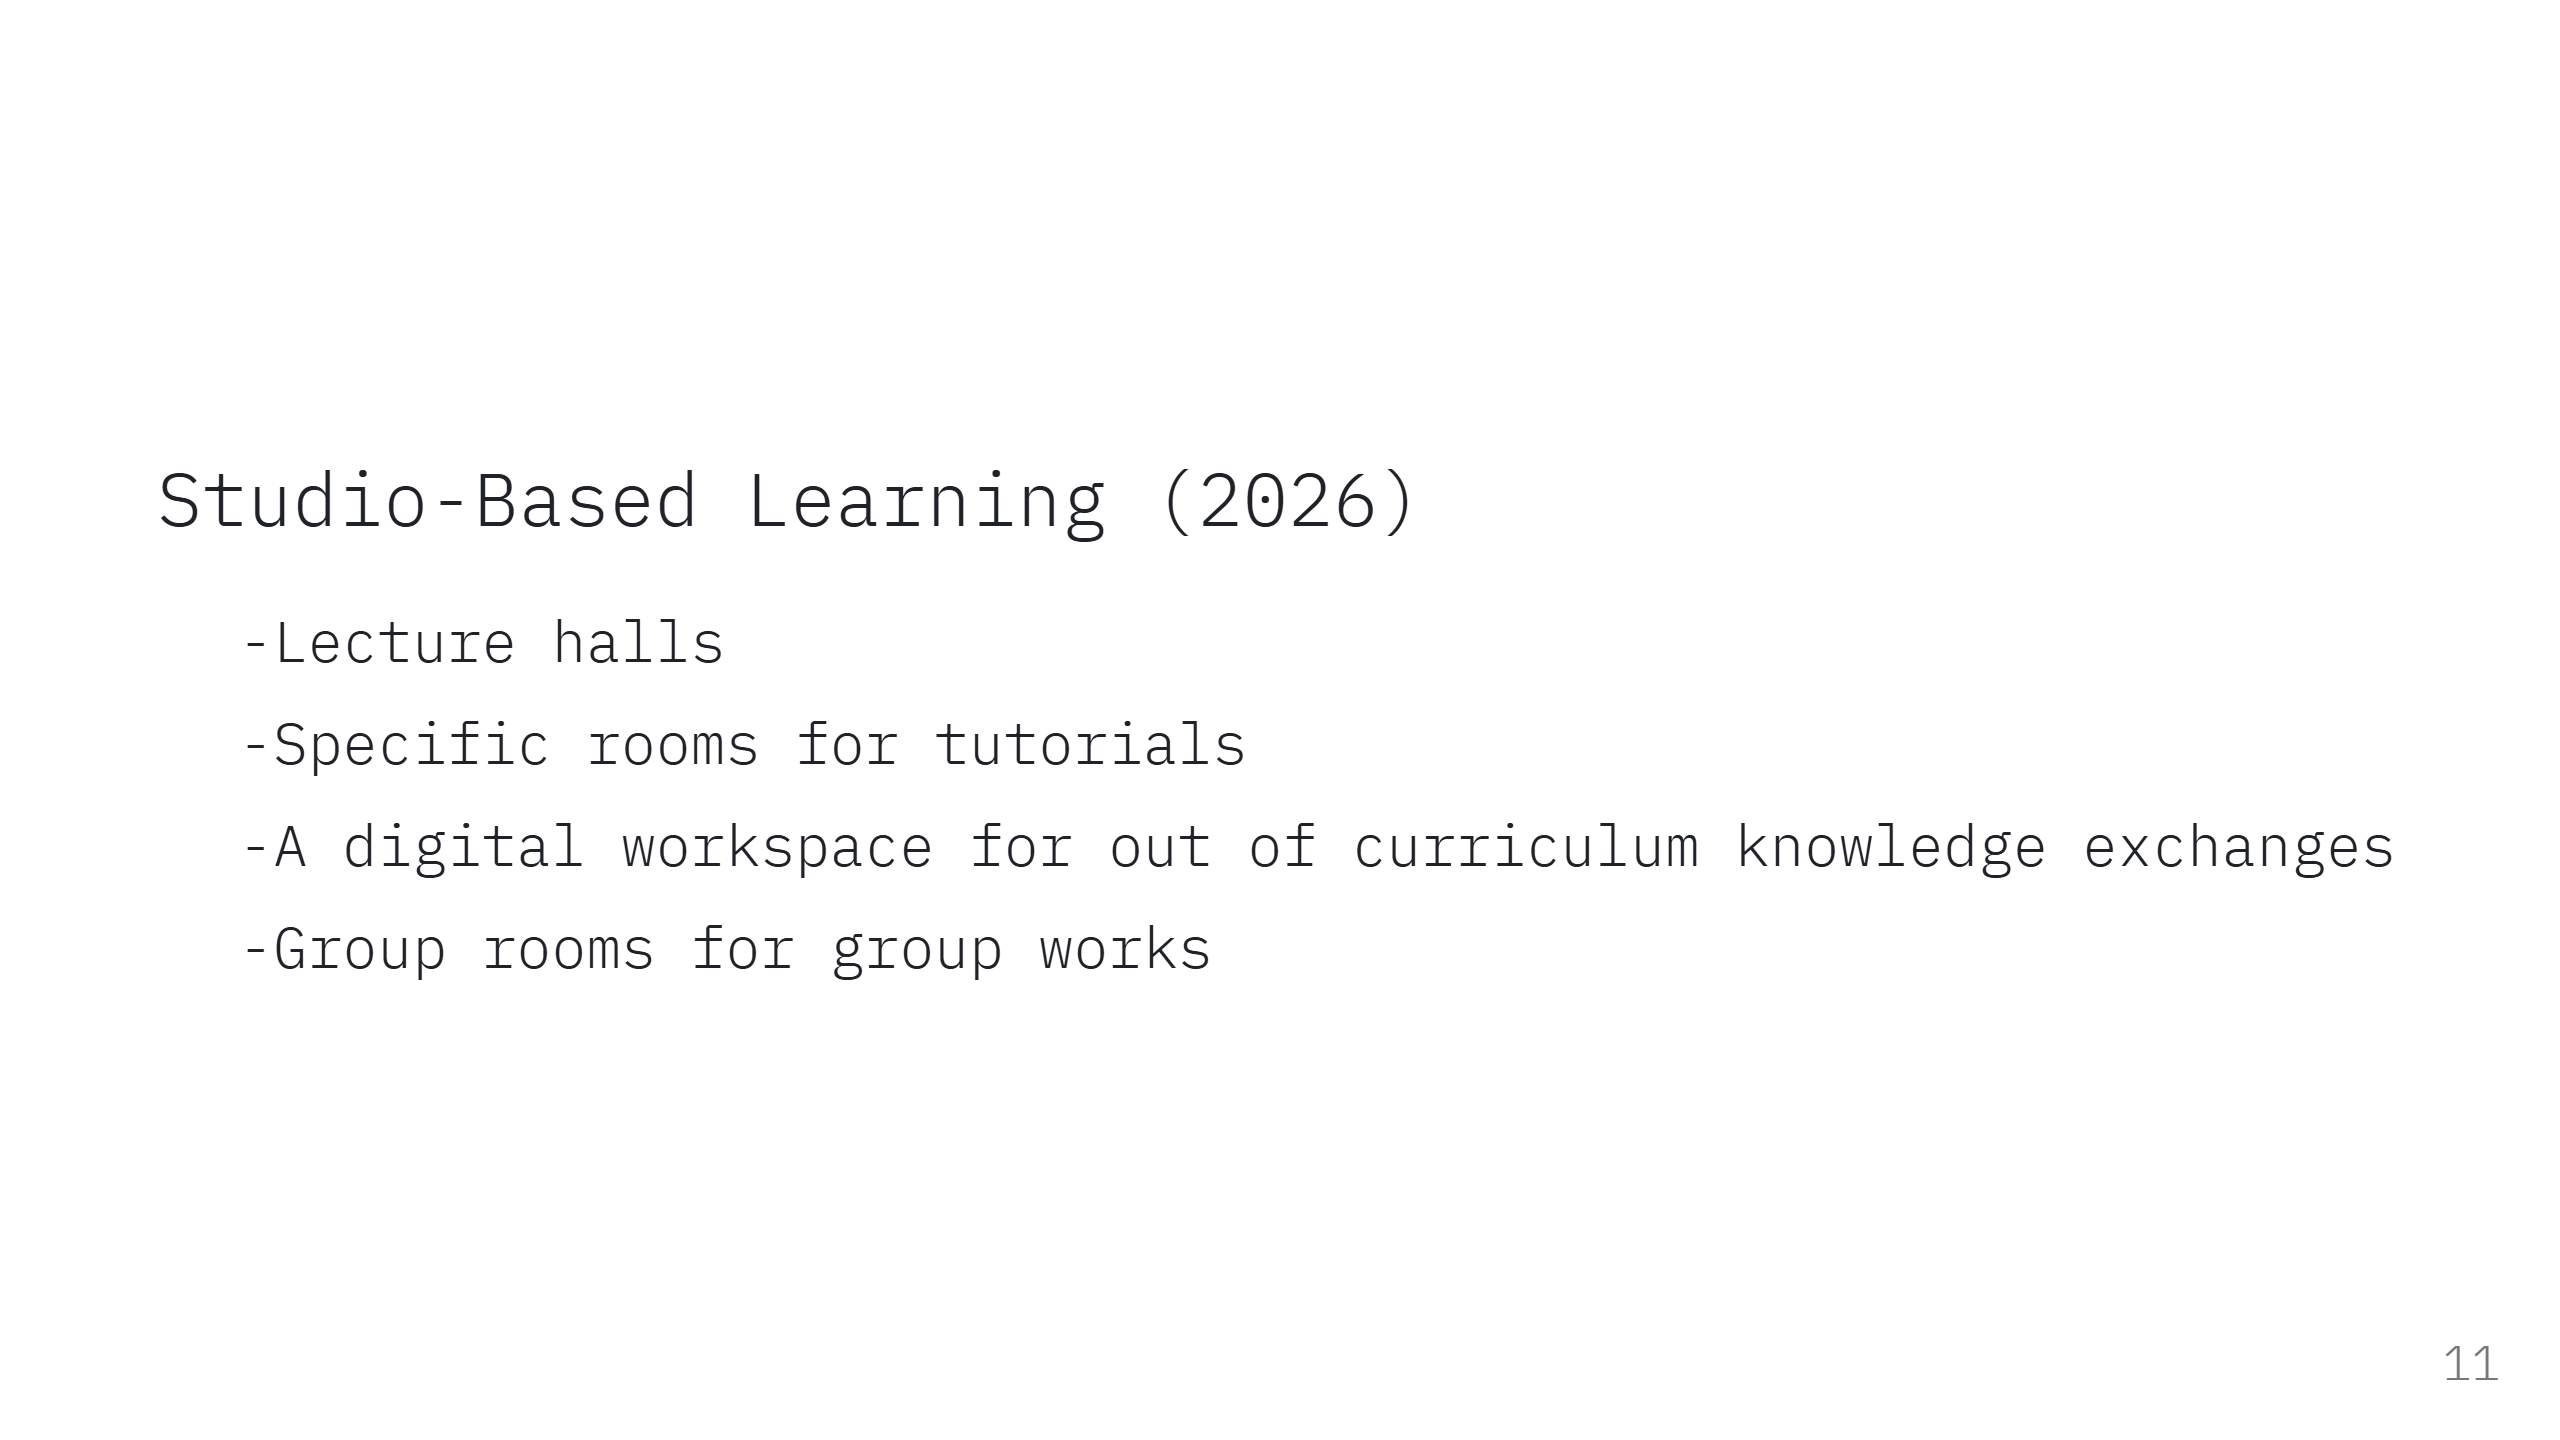 Studio-Based Learning (2026)
-Lecture halls
-Specific rooms for tutorials
-A digital workspace for out of curriculum knowledge exchanges
-Group rooms for group works
11